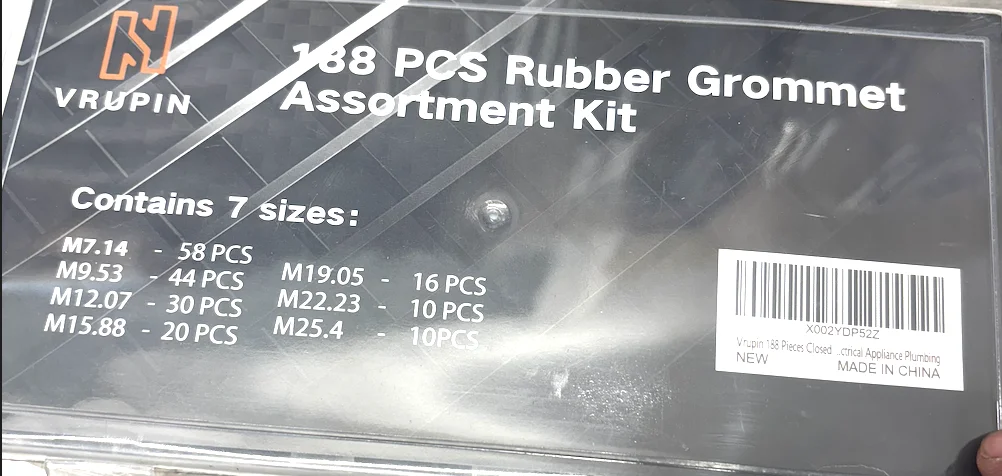 VRUPIN
188 PCS Rubber Grommet
Assortment Kit
Contains 7 sizes:
M7.14 - 58 PCS
M9.53 - 44 PCS
M12.07 - 30 PCS
M15.88 - 20 PCS
M19.05 - 16 PCS
M22.23 - 10 PCS
M25.4 - 10PCS
X002YDP52Z
Vrupin 188 Pieces Closed ...ctrical Appliance Plumbing
NEW
MADE IN CHINA